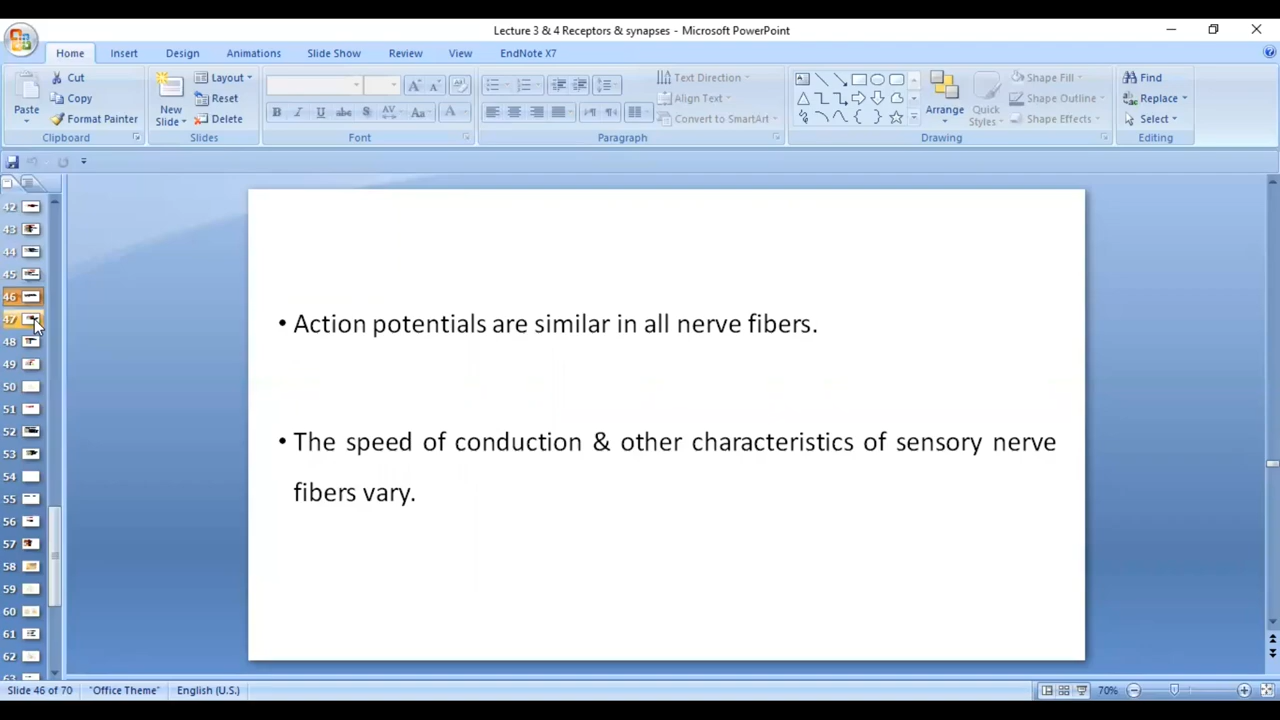 Lecture 3 & 4 Receptors & synapses - Microsoft PowerPoint
Home Insert Design Animations Slide Show Review View EndNote X7
Paste
Cut
Copy
Format Painter
Clipboard
New
Slide
Layout
Reset
Delete
Slides
B I U abc S AV Aa A
Font
Text Direction
Align Text
Convert to SmartArt
Paragraph
Arrange
Quick
Styles
Shape Fill
Shape Outline
Shape Effects
Drawing
Find
Replace
Select
Editing
42
43
44
45
46
47
48
49
50
51
52
53
54
55
56
57
58
59
60
61
62
• Action potentials are similar in all nerve fibers.
• The speed of conduction & other characteristics of sensory nerve
fibers vary.
Slide 46 of 70 "Office Theme" English (U.S.) 70%